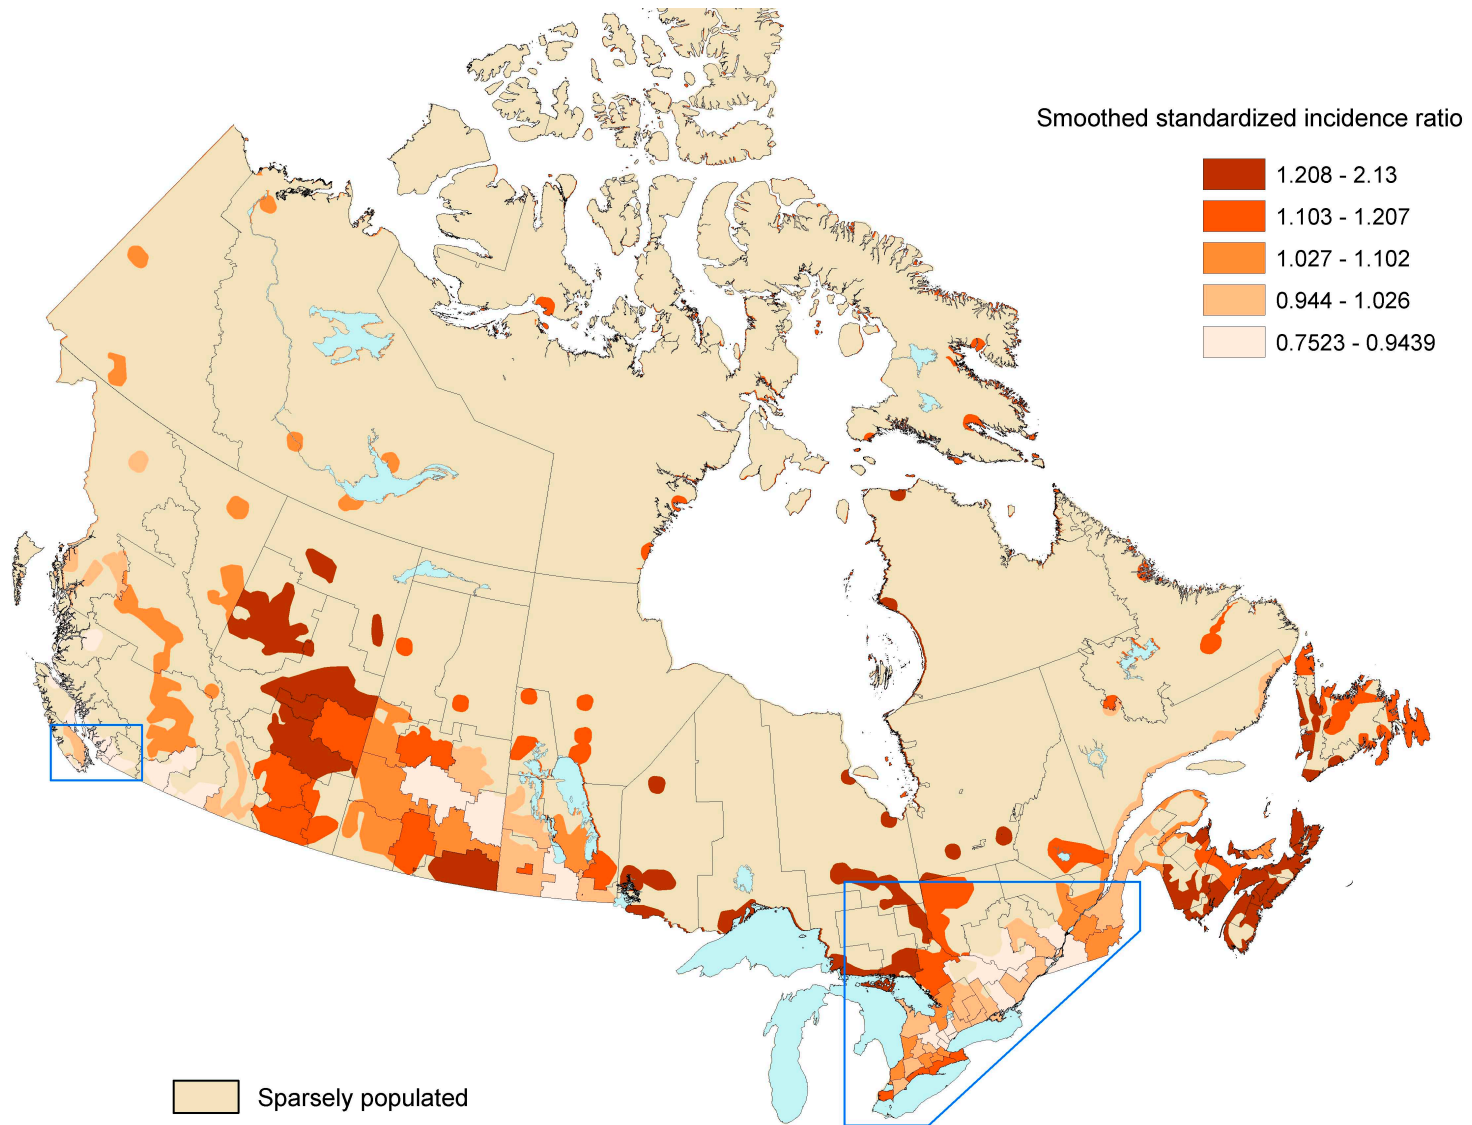 Smoothed standardized incidence ratio
1.208 - 2.13
1.103 - 1.207
1.027 - 1.102
0.944 - 1.026
0.7523 - 0.9439
Sparsely populated